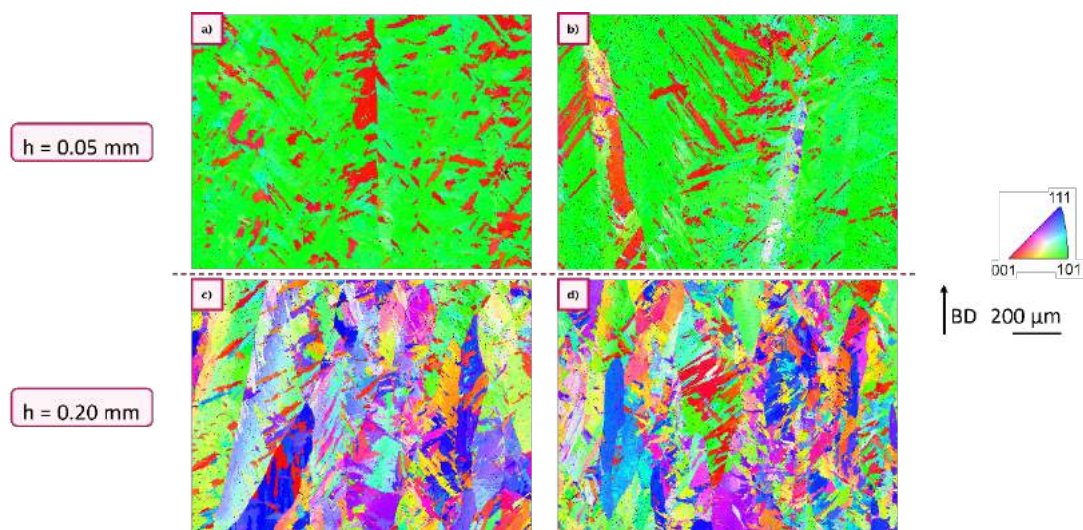 a)
b)
h = 0.05 mm
111
001
101
c)
d)
BD 200 μm
h = 0.20 mm